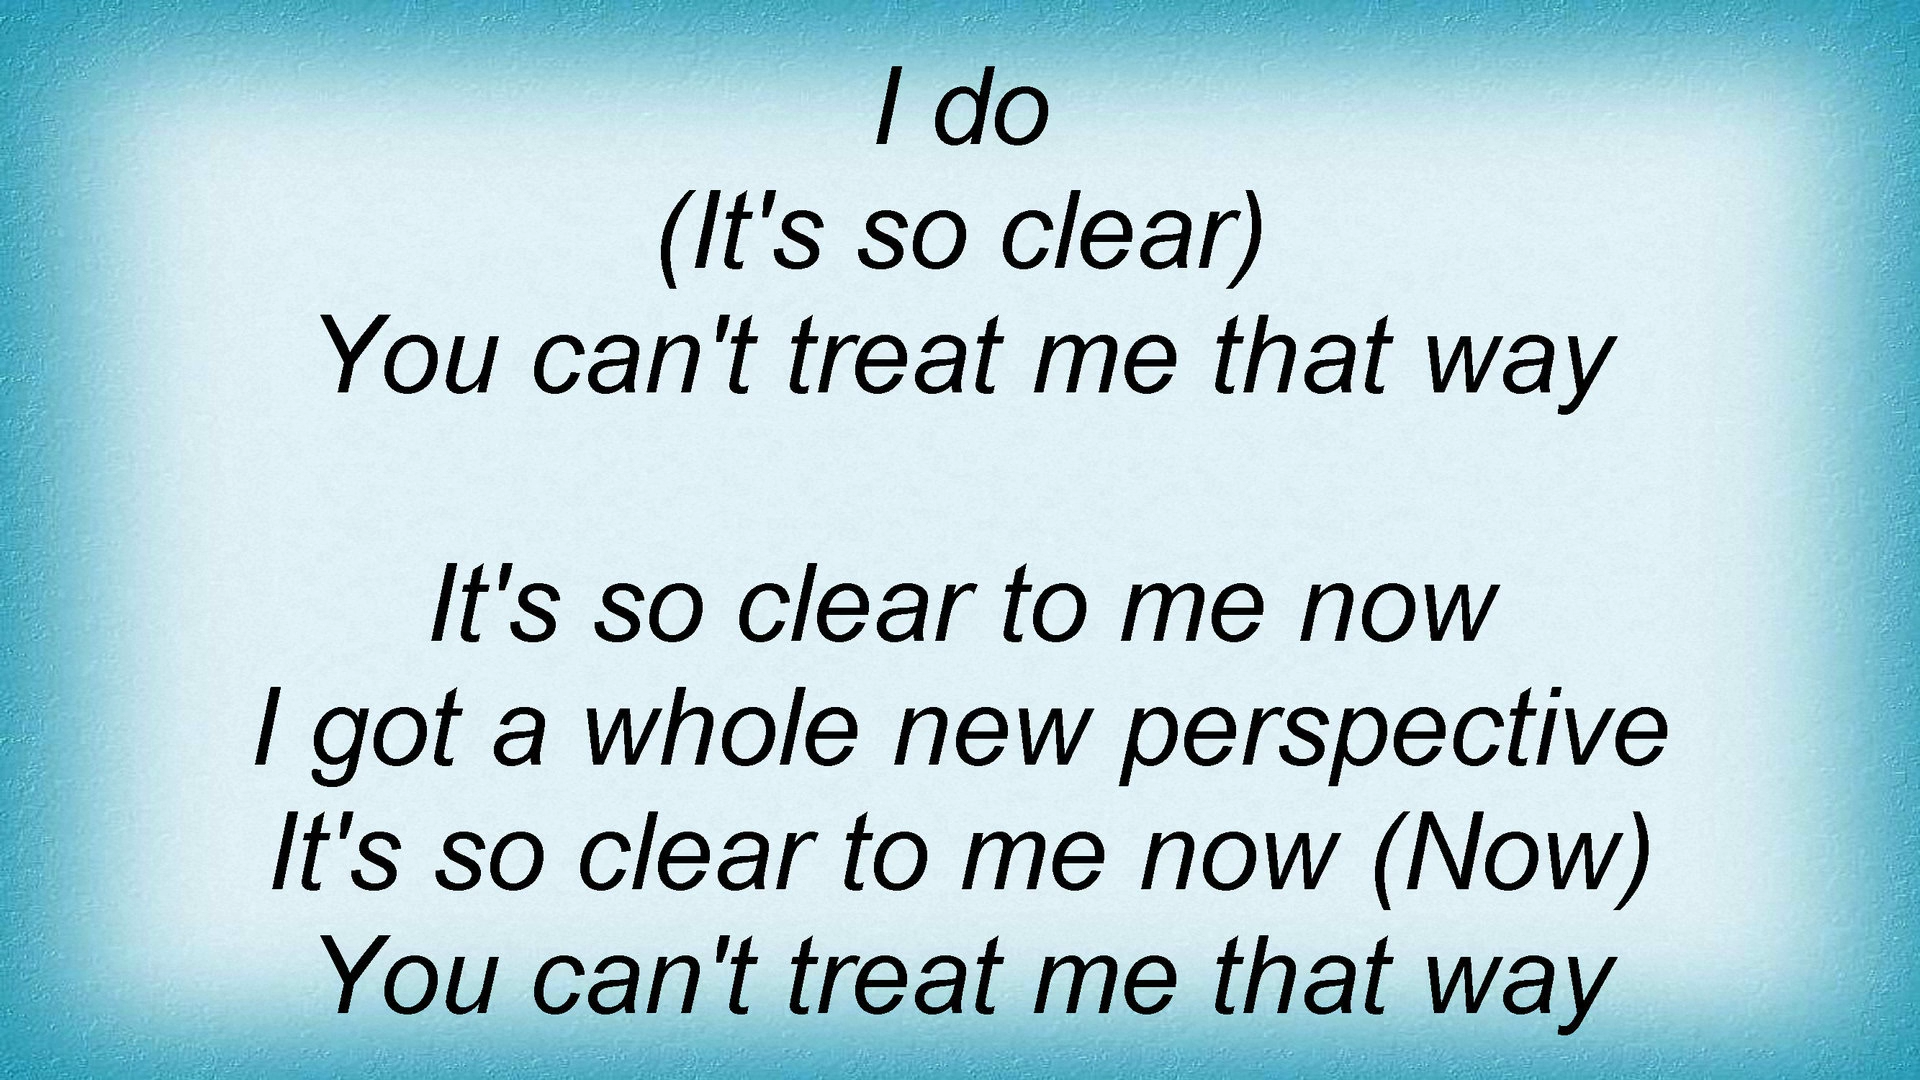 I do
(It's so clear)
You can't treat me that way
It's so clear to me now
I got a whole new perspective
It's so clear to me now (Now)
You can't treat me that way